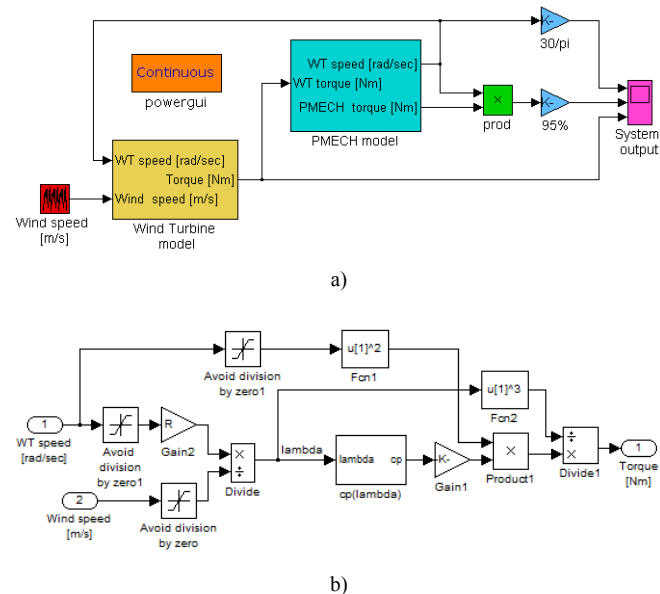 K-
30/pi
Continuous
powergui
WT speed [rad/sec]
WT torque [Nm]
PMECH torque [Nm]
PMECH model
×
prod
K-
95%
System
output
WT speed [rad/sec]
Torque [Nm]
Wind speed [m/s]
Wind Turbine
model
Wind speed
[m/s]
a)
Avoid division
by zero1
u[1]^2
Fcn1
u[1]^3
Fcn2
1
WT speed
[rad/sec]
Avoid
division
by zero1
R
Gain2
×
÷
Divide
lambda
lambda
cp
cp(lambda)
K-
Gain1
×
Product1
÷
×
Divide1
1
Torque
[Nm]
2
Wind speed
[m/s]
Avoid division
by zero
b)